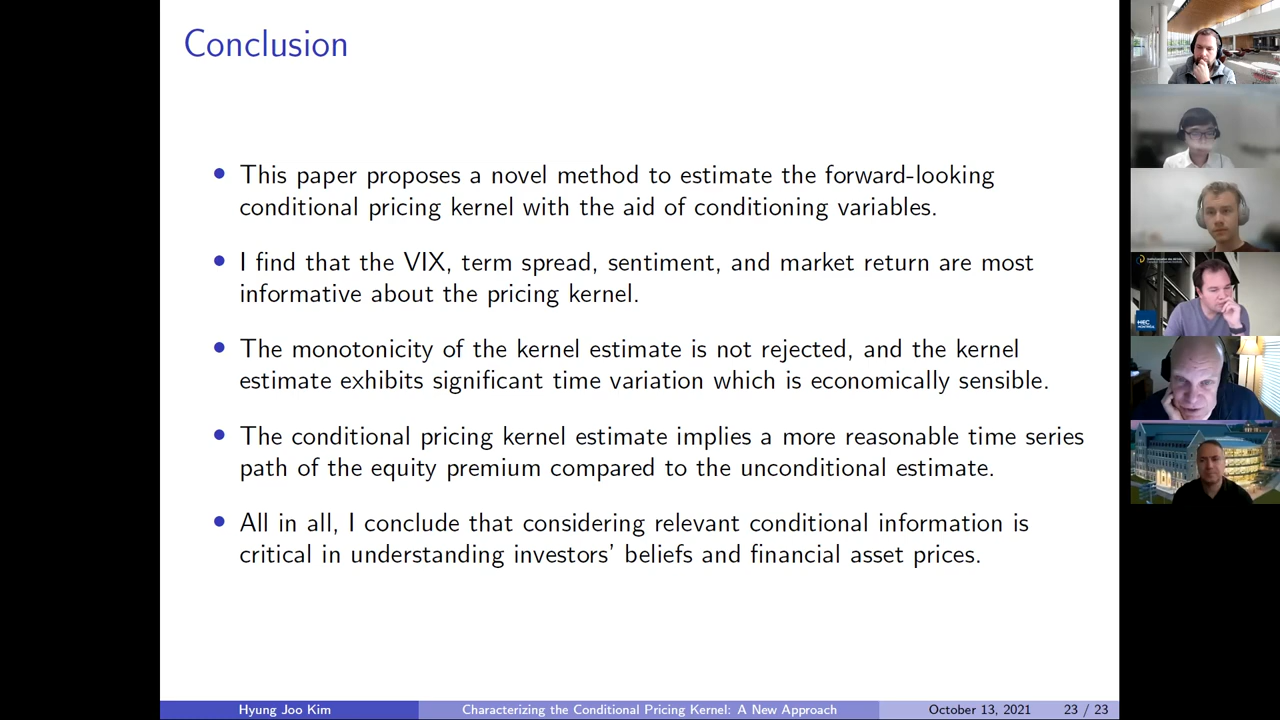 Conclusion
• This paper proposes a novel method to estimate the forward-looking
conditional pricing kernel with the aid of conditioning variables.
• I find that the VIX, term spread, sentiment, and market return are most
informative about the pricing kernel.
• The monotonicity of the kernel estimate is not rejected, and the kernel
estimate exhibits significant time variation which is economically sensible.
• The conditional pricing kernel estimate implies a more reasonable time series
path of the equity premium compared to the unconditional estimate.
• All in all, I conclude that considering relevant conditional information is
critical in understanding investors’ beliefs and financial asset prices.
Hyung Joo Kim
Characterizing the Conditional Pricing Kernel: A New Approach
October 13, 2021
23 / 23
HEC
MONTRÉAL